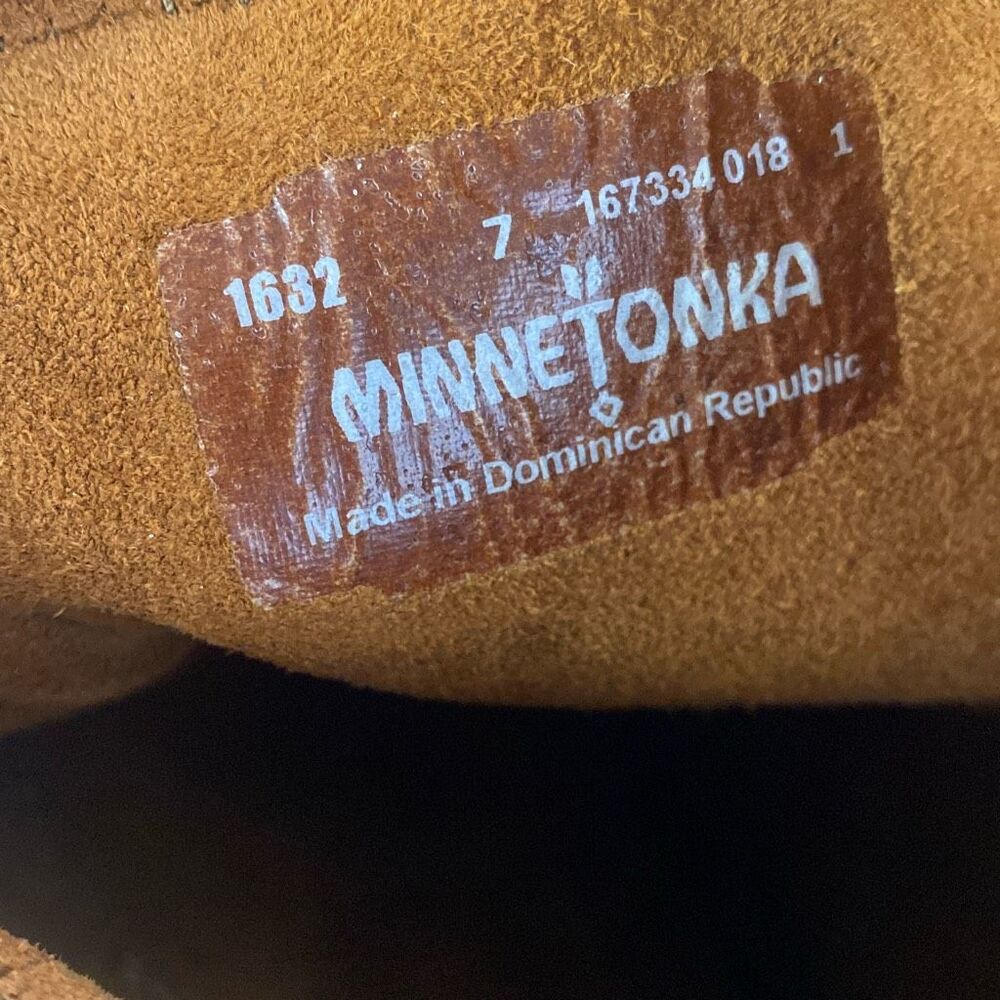 1632 7 167334 018 1
MINNETONKA
Made in Dominican Republic